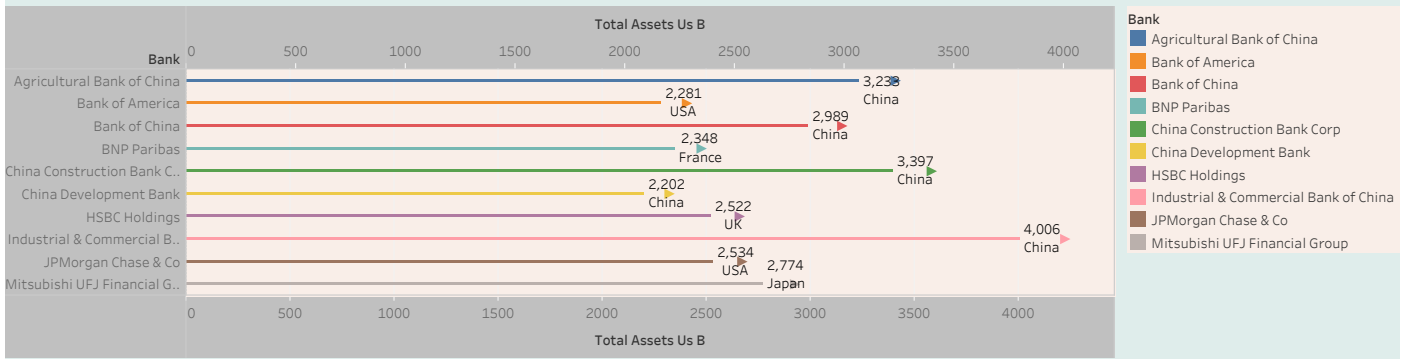 Total Assets Us B
0 500 1000 1500 2000 2500 3000 3500 4000
Bank
Agricultural Bank of China 3,238
China
Bank of America 2,281
USA
Bank of China 2,989
China
BNP Paribas 2,348
France
China Construction Bank C.. 3,397
China
China Development Bank 2,202
China
HSBC Holdings 2,522
UK
Industrial & Commercial B.. 4,006
China
JPMorgan Chase & Co 2,534
USA
Mitsubishi UFJ Financial G.. 2,774
Japan
0 500 1000 1500 2000 2500 3000 3500 4000
Total Assets Us B
Bank
Agricultural Bank of China
Bank of America
Bank of China
BNP Paribas
China Construction Bank Corp
China Development Bank
HSBC Holdings
Industrial & Commercial Bank of China
JPMorgan Chase & Co
Mitsubishi UFJ Financial Group